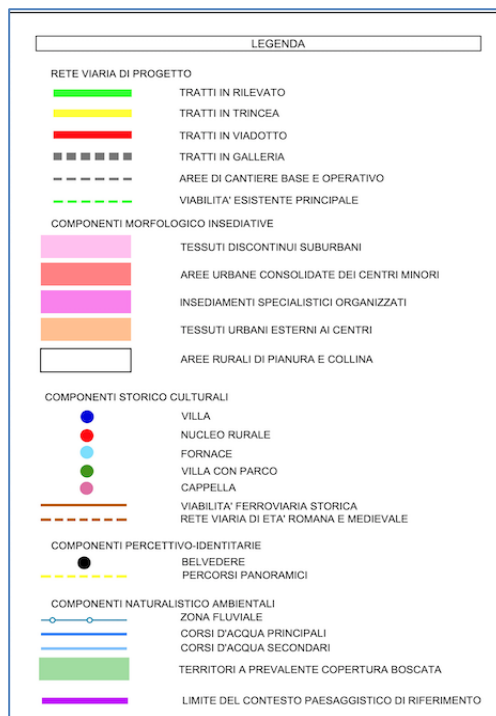 LEGENDA
RETE VIARIA DI PROGETTO
TRATTI IN RILEVATO
TRATTI IN TRINCEA
TRATTI IN VIADOTTO
TRATTI IN GALLERIA
AREE DI CANTIERE BASE E OPERATIVO
VIABILITA' ESISTENTE PRINCIPALE
COMPONENTI MORFOLOGICO INSEDIATIVE
TESSUTI DISCONTINUI SUBURBANI
AREE URBANE CONSOLIDATE DEI CENTRI MINORI
INSEDIAMENTI SPECIALISTICI ORGANIZZATI
TESSUTI URBANI ESTERNI AI CENTRI
AREE RURALI DI PIANURA E COLLINA
COMPONENTI STORICO CULTURALI
VILLA
NUCLEO RURALE
FORNACE
VILLA CON PARCO
CAPPELLA
VIABILITA' FERROVIARIA STORICA
RETE VIARIA DI ETA' ROMANA E MEDIEVALE
COMPONENTI PERCETTIVO-IDENTITARIE
BELVEDERE
PERCORSI PANORAMICI
COMPONENTI NATURALISTICO AMBIENTALI
ZONA FLUVIALE
CORSI D'ACQUA PRINCIPALI
CORSI D'ACQUA SECONDARI
TERRITORI A PREVALENTE COPERTURA BOSCATA
LIMITE DEL CONTESTO PAESAGGISTICO DI RIFERIMENTO